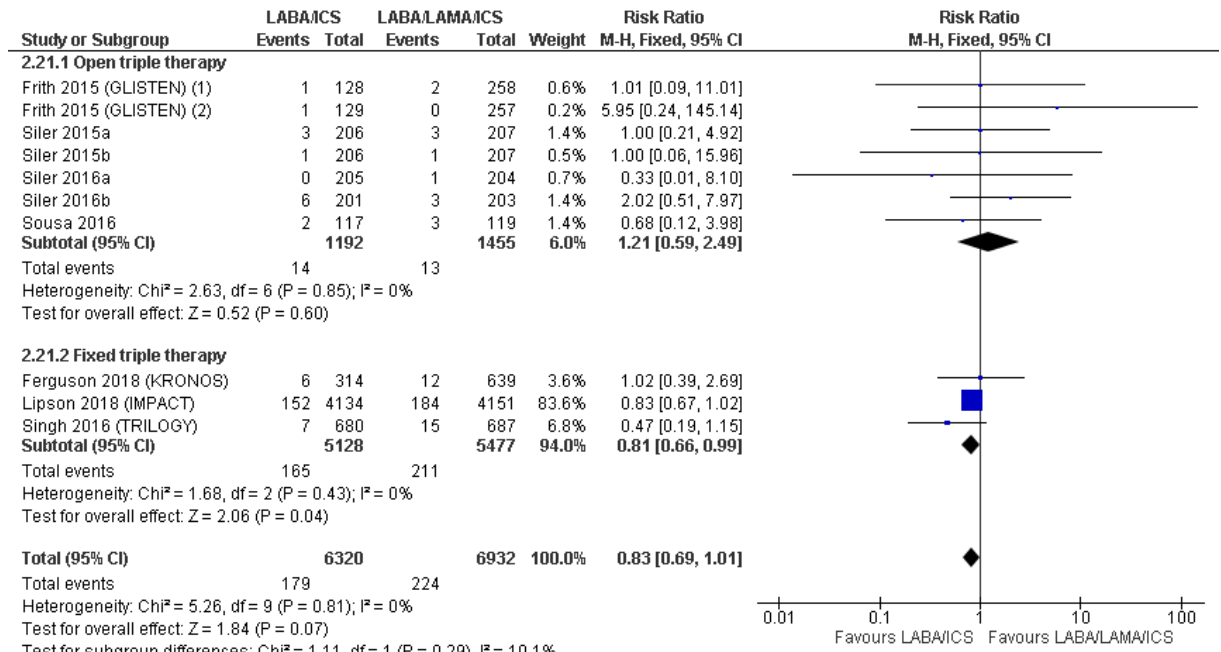 LABA/ICS LABA/LAMA/ICS Risk Ratio Risk Ratio
Study or Subgroup Events Total Events Total Weight M-H, Fixed, 95% CI M-H, Fixed, 95% CI
2.21.1 Open triple therapy
Frith 2015 (GLISTEN) (1) 1 128 2 258 0.6% 1.01 [0.09, 11.01]
Frith 2015 (GLISTEN) (2) 1 129 0 257 0.2% 5.95 [0.24, 145.14]
Siler 2015a 3 206 3 207 1.4% 1.00 [0.21, 4.92]
Siler 2015b 1 206 1 207 0.5% 1.00 [0.06, 15.96]
Siler 2016a 0 205 1 204 0.7% 0.33 [0.01, 8.10]
Siler 2016b 6 201 3 203 1.4% 2.02 [0.51, 7.97]
Sousa 2016 2 117 3 119 1.4% 0.68 [0.12, 3.98]
Subtotal (95% CI) 1192 1455 6.0% 1.21 [0.59, 2.49]
Total events 14 13
Heterogeneity: Chi² = 2.63, df = 6 (P = 0.85); I² = 0%
Test for overall effect: Z = 0.52 (P = 0.60)
2.21.2 Fixed triple therapy
Ferguson 2018 (KRONOS) 6 314 12 639 3.6% 1.02 [0.39, 2.69]
Lipson 2018 (IMPACT) 152 4134 184 4151 83.6% 0.83 [0.67, 1.02]
Singh 2016 (TRILOGY) 7 680 15 687 6.8% 0.47 [0.19, 1.15]
Subtotal (95% CI) 5128 5477 94.0% 0.81 [0.66, 0.99]
Total events 165 211
Heterogeneity: Chi² = 1.68, df = 2 (P = 0.43); I² = 0%
Test for overall effect: Z = 2.06 (P = 0.04)
Total (95% CI) 6320 6932 100.0% 0.83 [0.69, 1.01]
Total events 179 224
Heterogeneity: Chi² = 5.26, df = 9 (P = 0.81); I² = 0%
Test for overall effect: Z = 1.84 (P = 0.07)
Test for subgroup differences: Chi² = 1.11, df = 1 (P = 0.29), I² = 10.1%
0.01 0.1 1 10 100
Favours LABA/ICS Favours LABA/LAMA/ICS